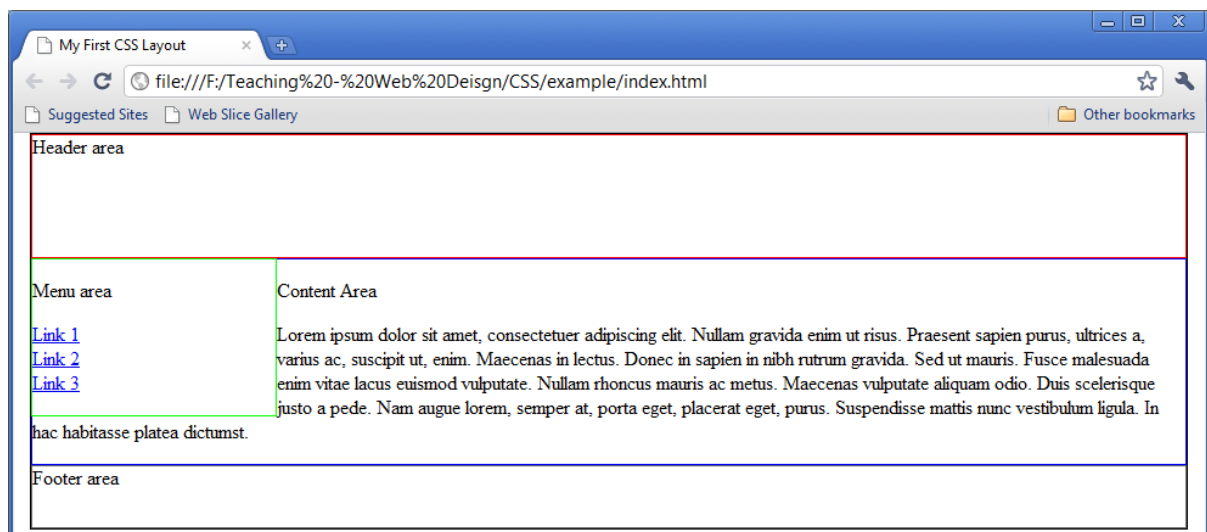 My First CSS Layout
file:///F:/Teaching%20-%20Web%20Deisgn/CSS/example/index.html
Suggested Sites Web Slice Gallery Other bookmarks
Header area
Menu area
Link 1
Link 2
Link 3
Content Area
Lorem ipsum dolor sit amet, consectetuer adipiscing elit. Nullam gravida enim ut risus. Praesent sapien purus, ultrices a,
varius ac, suscipit ut, enim. Maecenas in lectus. Donec in sapien in nibh rutrum gravida. Sed ut mauris. Fusce malesuada
enim vitae lacus euismod vulputate. Nullam rhoncus mauris ac metus. Maecenas vulputate aliquam odio. Duis scelerisque
justo a pede. Nam augue lorem, semper at, porta eget, placerat eget, purus. Suspendisse mattis nunc vestibulum ligula. In
hac habitasse platea dictumst.
Footer area